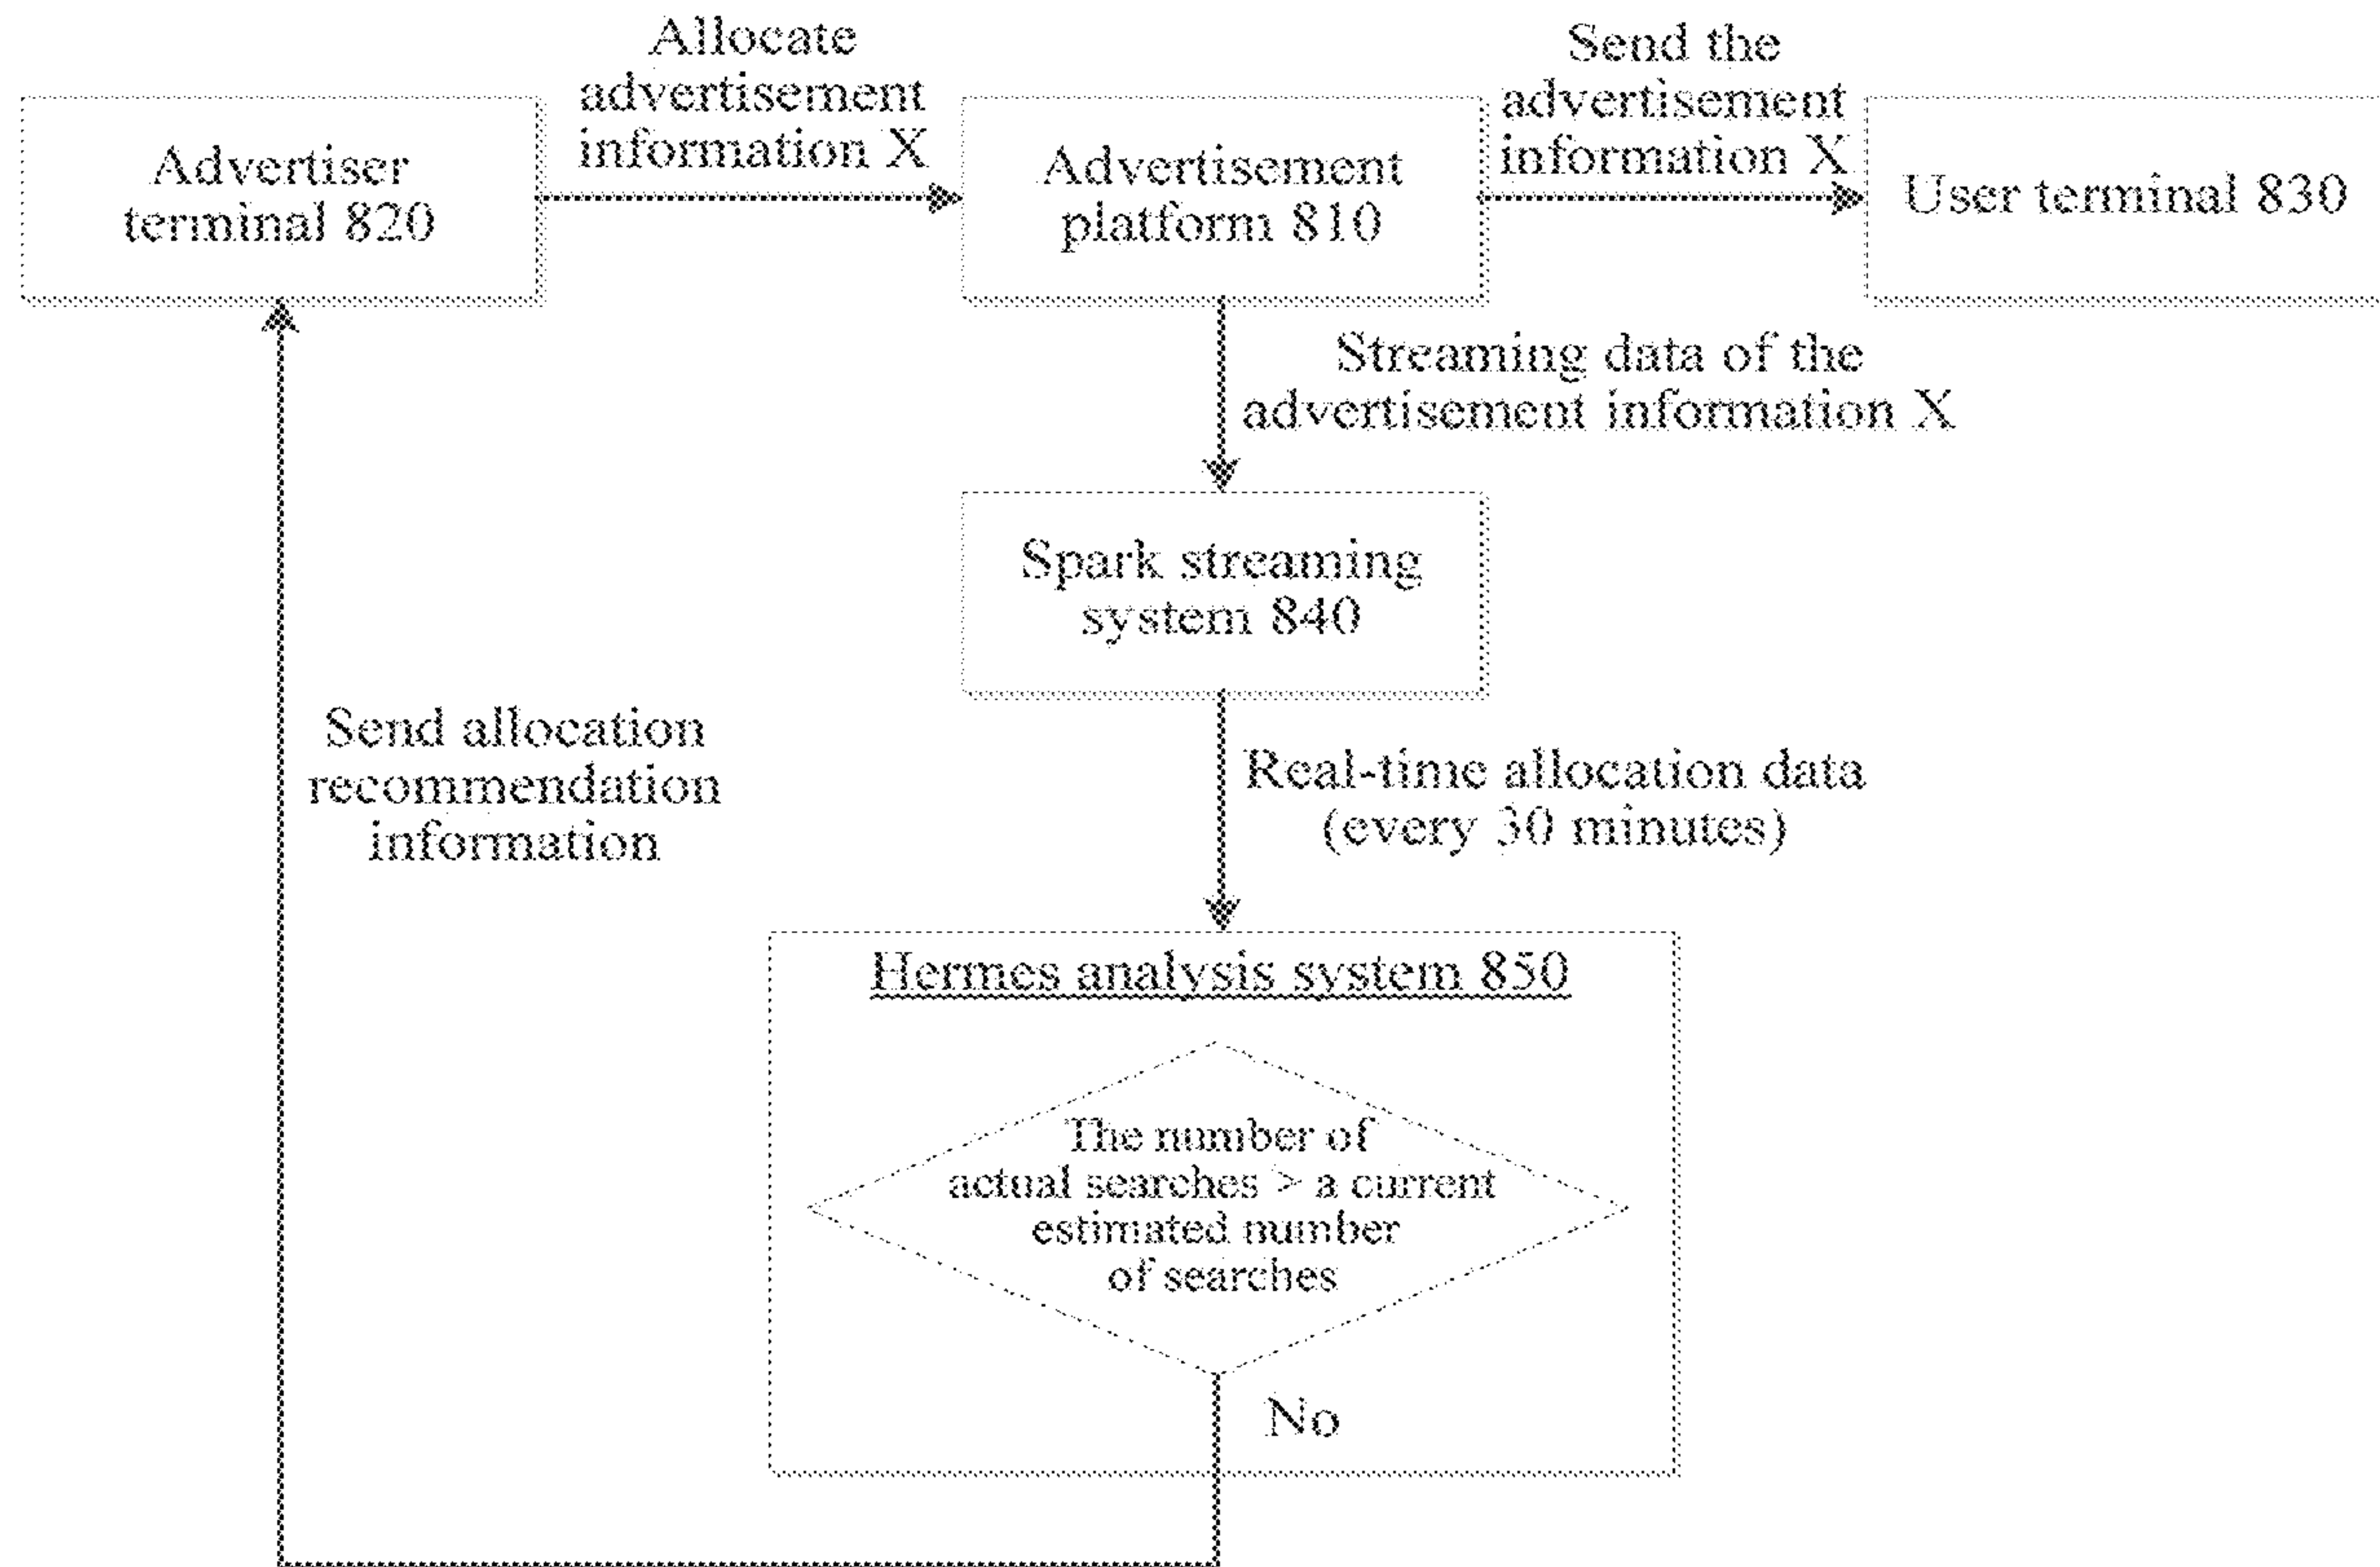 Allocate
advertisement
information X
Send the
advertisement
information X
Advertiser
terminal 820
Advertisement
platform 810
User terminal 830
Streaming data of the
advertisement information X
Spark streaming
system 840
Send allocation
recommendation
information
Real-time allocation data
(every 30 minutes)
Hermes analysis system 850
The number of
actual searches > a current
estimated number
of searches
No